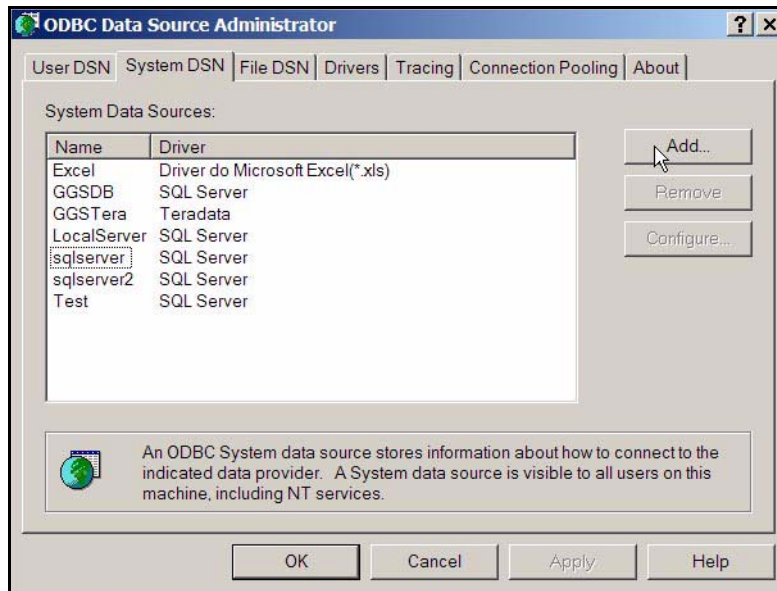 ODBC Data Source Administrator
User DSN System DSN File DSN Drivers Tracing Connection Pooling About
System Data Sources:
Name Driver
Excel Driver do Microsoft Excel(*.xls)
GGSDB SQL Server
GGSTera Teradata
LocalServer SQL Server
sqlserver SQL Server
sqlserver2 SQL Server
Test SQL Server
Add...
Remove
Configure...
An ODBC System data source stores information about how to connect to the
indicated data provider. A System data source is visible to all users on this
machine, including NT services.
OK Cancel Apply Help